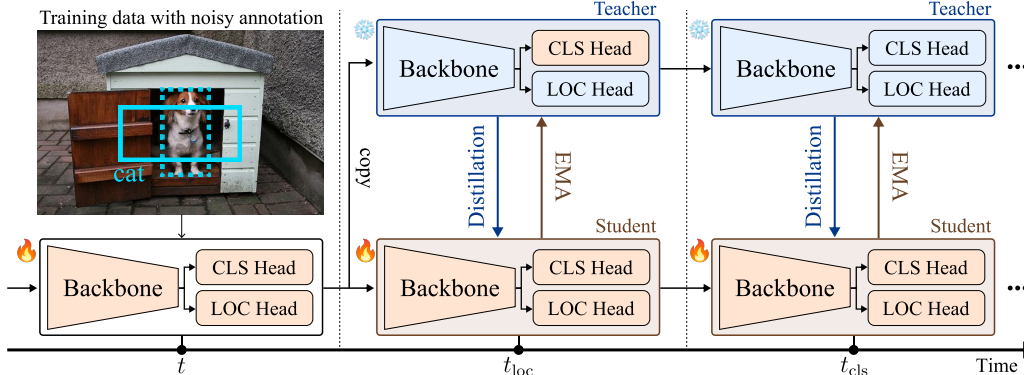 Training data with noisy annotation
cat
Backbone
CLS Head
LOC Head
t
copy
Teacher
Backbone
CLS Head
LOC Head
Distillation
EMA
Student
Backbone
CLS Head
LOC Head
t_loc
Teacher
Backbone
CLS Head
LOC Head
...
Distillation
EMA
Student
Backbone
CLS Head
LOC Head
...
t_cls
Time